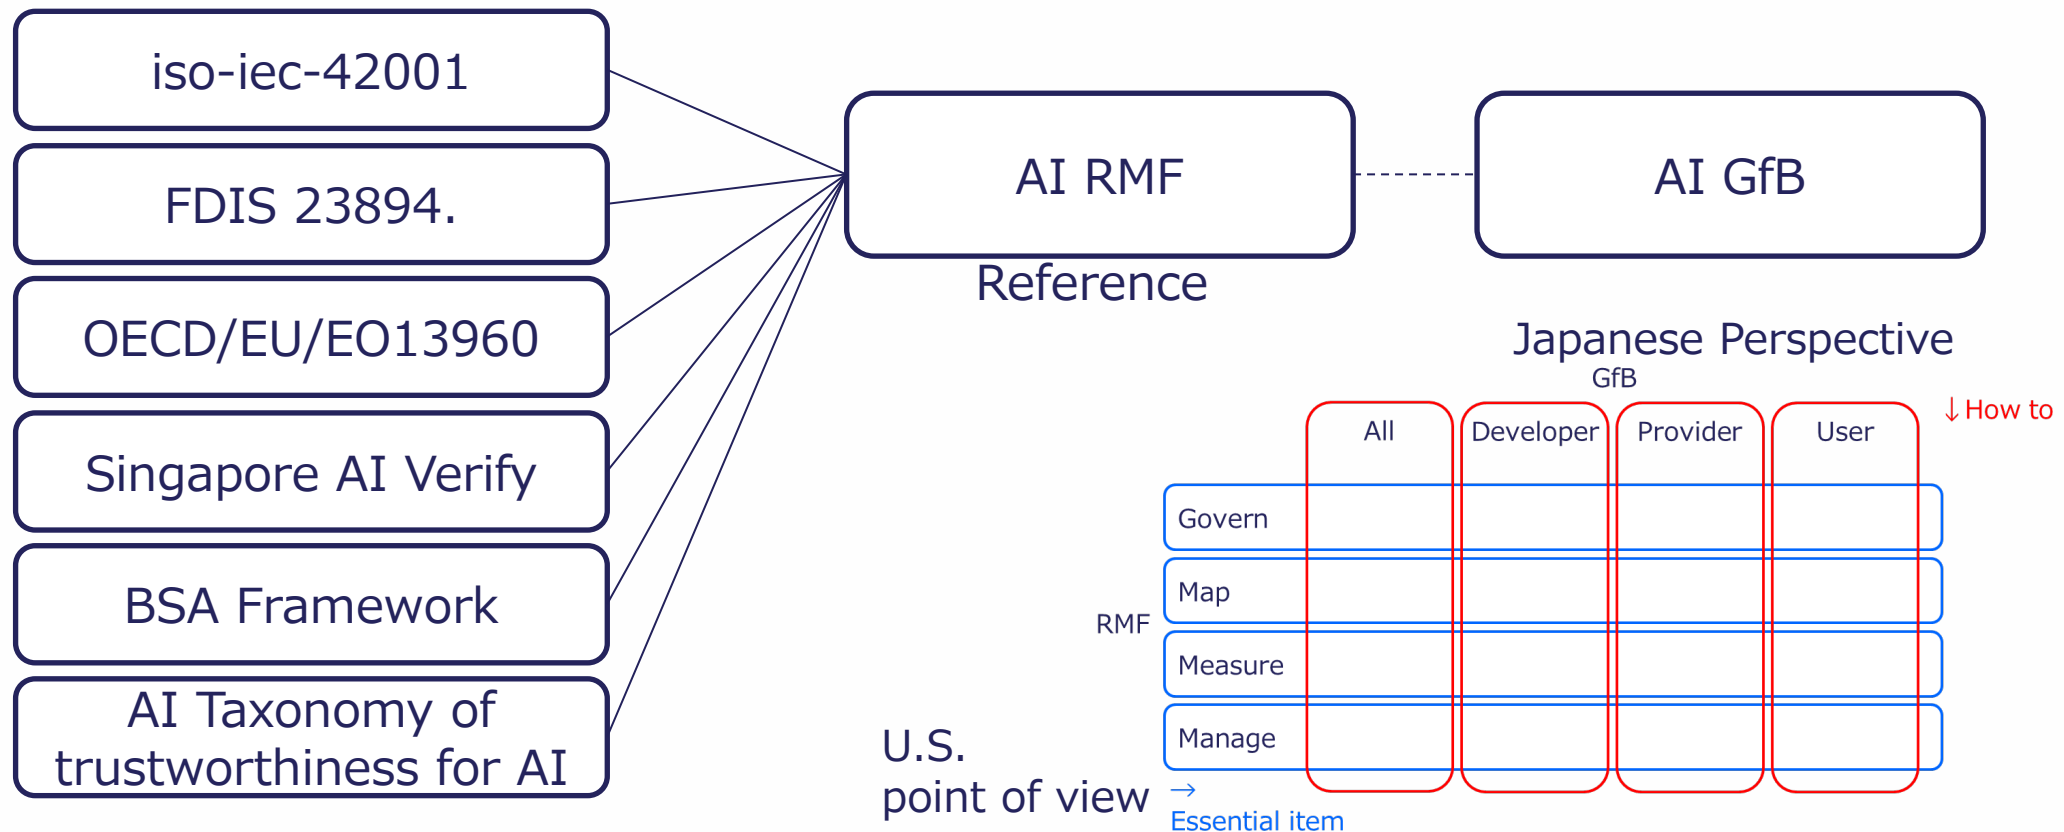 iso-iec-42001
FDIS 23894.
OECD/EU/EO13960
Singapore AI Verify
BSA Framework
AI Taxonomy of
trustworthiness for AI
AI RMF
Reference
AI GfB
Japanese Perspective
GfB
↓How to
All
Developer
Provider
User
Govern
Map
RMF
Measure
Manage
U.S.
point of view
→
Essential item